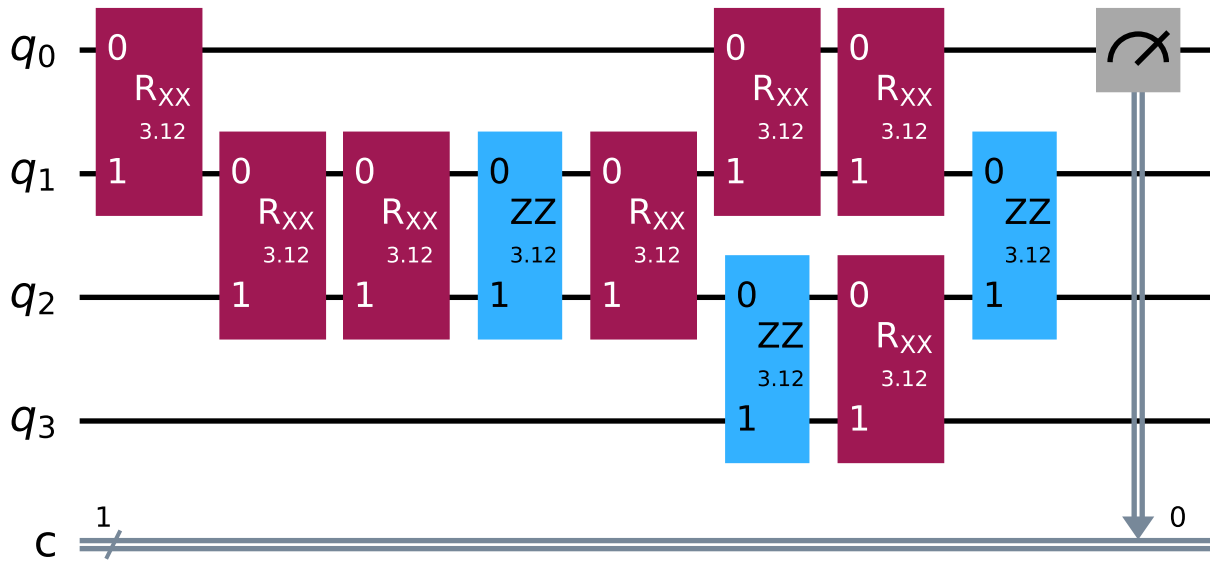 q0 0 0 0
RXX RXX RXX
3.12 3.12 3.12
q1 1 0 0 0 0 1 1 0
RXX RXX ZZ RXX ZZ
3.12 3.12 3.12 3.12 3.12
q2 1 1 1 1 0 0 1
ZZ RXX
3.12 3.12
q3 1 1
1 0
c